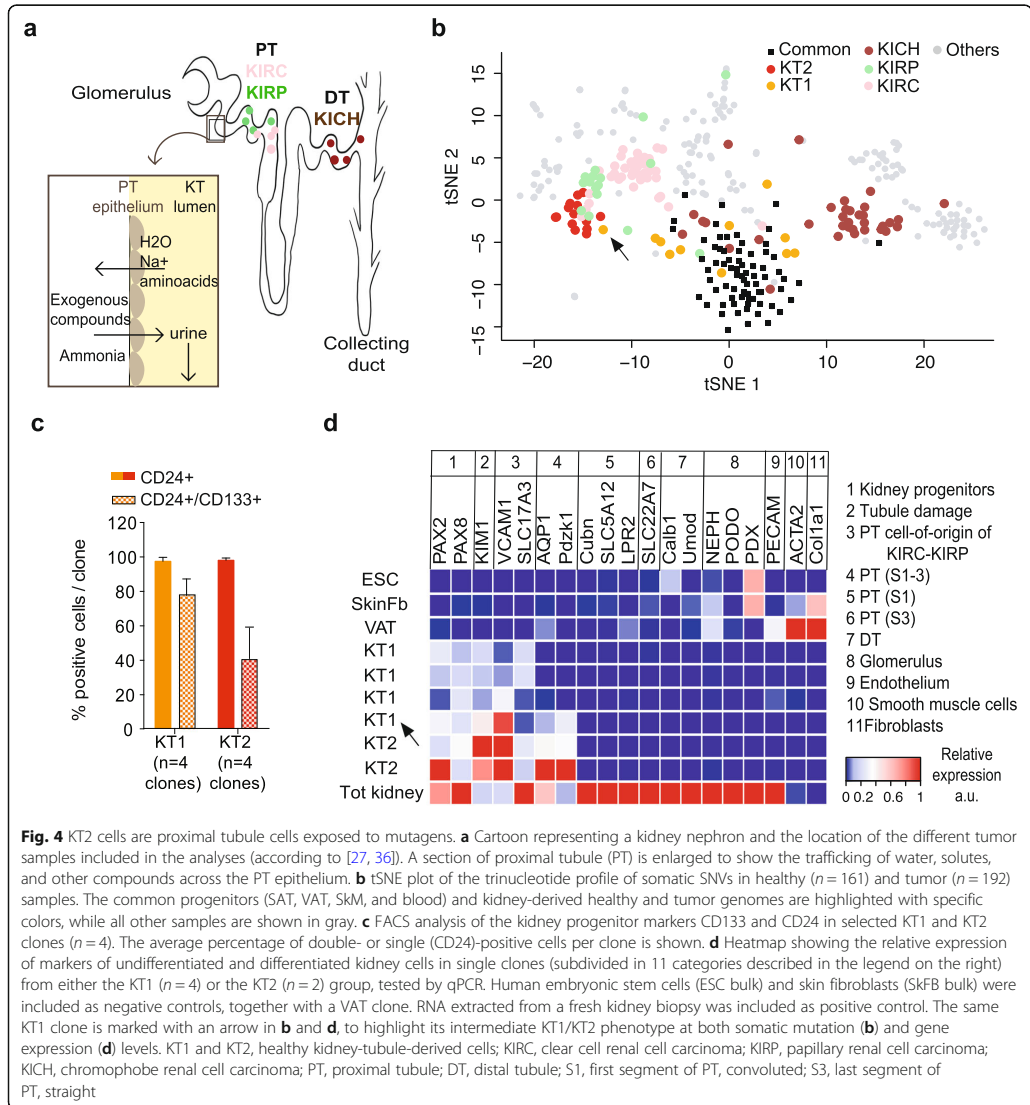 a
PT
KIRC
KIRP
Glomerulus
DT
KICH
PT
epithelium
KT
lumen
H2O
Na+
aminoacids
Exogenous
compounds
urine
Ammonia
Collecting
duct
b
Common
KT2
KT1
KICH
KIRP
KIRC
Others
tSNE 2
15
10
5
0
−5
−10
−15
−20
−10
0
10
20
tSNE 1
c
CD24+
CD24+/CD133+
% positive cells / clone
120
100
80
60
40
20
0
KT1
(n=4
clones)
KT2
(n=4
clones)
d
1 2 3 4 5 6 7 8 9 10 11
PAX2 PAX8 KIM1 VCAM1 SLC17A3 AQP1 Pdzk1 Cubn SLC5A12 LPR2 SLC22A7 Calb1 Umod NEPH PODO PDX PECAM ACTA2 Col1a1
ESC
SkinFb
VAT
KT1
KT1
KT1
KT1
KT2
KT2
Tot kidney
1 Kidney progenitors
2 Tubule damage
3 PT cell-of-origin of
KIRC-KIRP
4 PT (S1-3)
5 PT (S1)
6 PT (S3)
7 DT
8 Glomerulus
9 Endothelium
10 Smooth muscle cells
11Fibroblasts
0 0.2 1
Relative
expression
a.u.
Fig. 4 KT2 cells are proximal tubule cells exposed to mutagens. a Cartoon representing a kidney nephron and the location of the different tumor
samples included in the analyses (according to [27, 36]). A section of proximal tubule (PT) is enlarged to show the trafficking of water, solutes,
and other compounds across the PT epithelium. b tSNE plot of the trinucleotide profile of somatic SNVs in healthy (n = 161) and tumor (n = 192)
samples. The common progenitors (SAT, VAT, SkM, and blood) and kidney-derived healthy and tumor genomes are highlighted with specific
colors, while all other samples are shown in gray. c FACS analysis of the kidney progenitor markers CD133 and CD24 in selected KT1 and KT2
clones (n = 4). The average percentage of double- or single (CD24)-positive cells per clone is shown. d Heatmap showing the relative expression
of markers of undifferentiated and differentiated kidney cells in single clones (subdivided in 11 categories described in the legend on the right)
from either the KT1 (n = 4) or the KT2 (n = 2) group, tested by qPCR. Human embryonic stem cells (ESC bulk) and skin fibroblasts (SkFB bulk) were
included as negative controls, together with a VAT clone. RNA extracted from a fresh kidney biopsy was included as positive control. The same
KT1 clone is marked with an arrow in b and d, to highlight its intermediate KT1/KT2 phenotype at both somatic mutation (b) and gene
expression (d) levels. KT1 and KT2, healthy kidney-tubule-derived cells; KIRC, clear cell renal cell carcinoma; KIRP, papillary renal cell carcinoma;
KICH, chromophobe renal cell carcinoma; PT, proximal tubule; DT, distal tubule; S1, first segment of PT, convoluted; S3, last segment of
PT, straight